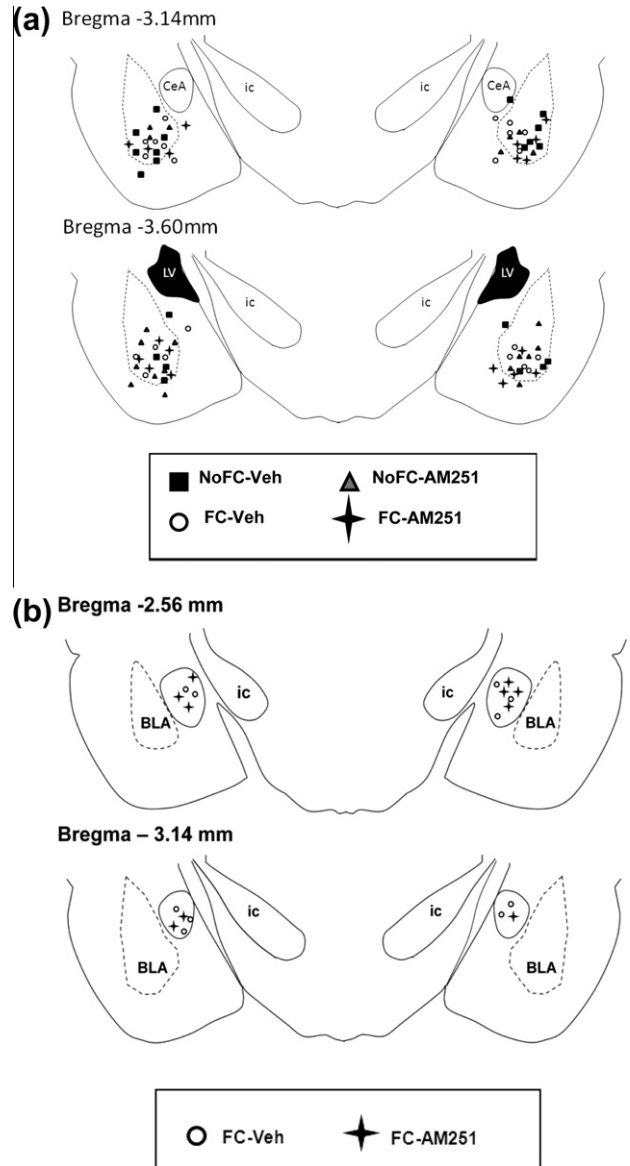 (a) Bregma -3.14mm
CeA ic ic CeA
Bregma -3.60mm
LV ic ic LV
NoFC-Veh NoFC-AM251
FC-Veh FC-AM251
(b) Bregma -2.56 mm
BLA ic ic BLA
Bregma – 3.14 mm
BLA ic ic BLA
FC-Veh FC-AM251